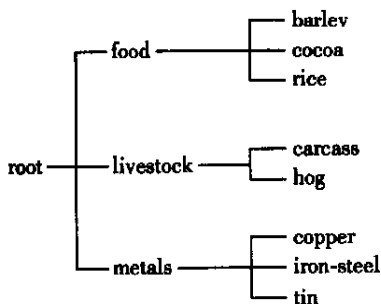 barlev
food cocoa
rice
carcass
root livestock
hog
copper
metals iron-steel
tin